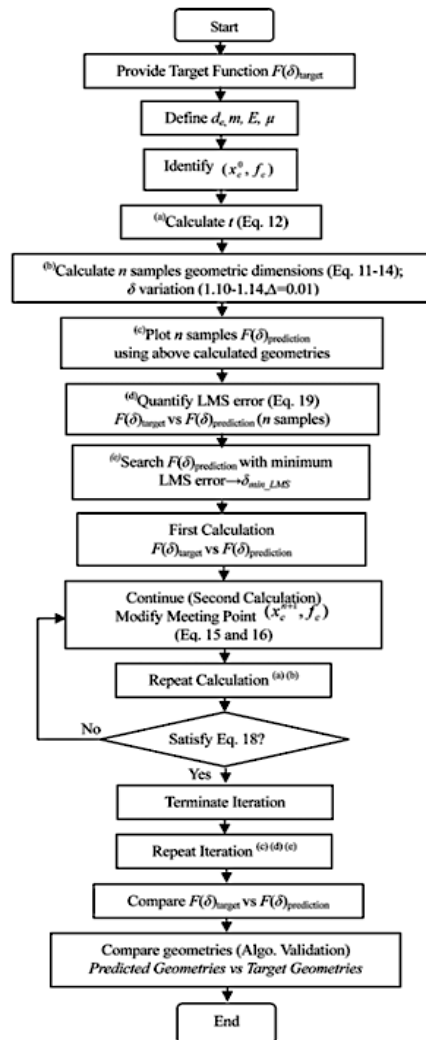 Start
Provide Target Function F(δ)target
Define de, m, E, μ
Identify (xc⁰, fc)
(a)Calculate t (Eq. 12)
(b)Calculate n samples geometric dimensions (Eq. 11-14);
δ variation (1.10-1.14,Δ=0.01)
(c)Plot n samples F(δ)prediction
using above calculated geometries
(d)Quantify LMS error (Eq. 19)
F(δ)target vs F(δ)prediction (n samples)
(e)Search F(δ)prediction with minimum
LMS error→δmin_LMS
First Calculation
F(δ)target vs F(δ)prediction
Continue (Second Calculation)
Modify Meeting Point (xcⁿ⁺¹, fc)
(Eq. 15 and 16)
Repeat Calculation (a) (b)
No
Satisfy Eq. 18?
Yes
Terminate Iteration
Repeat Iteration (c) (d) (e)
Compare F(δ)target vs F(δ)prediction
Compare geometries (Algo. Validation)
Predicted Geometries vs Target Geometries
End